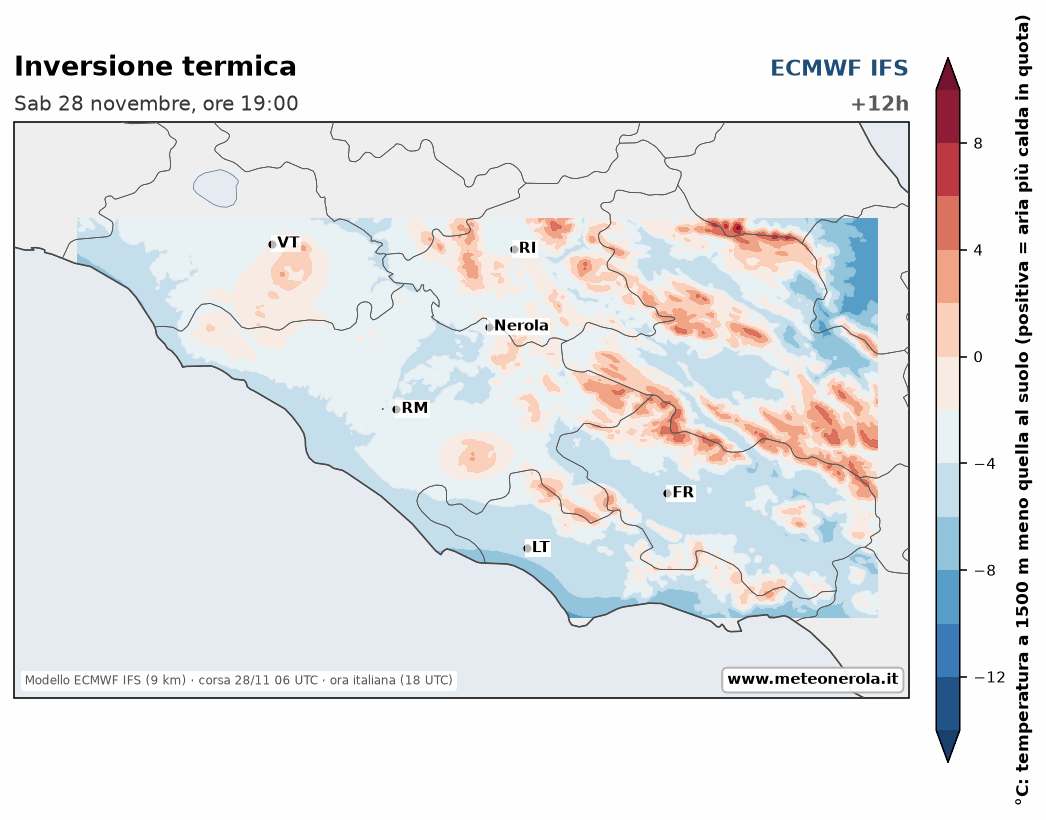 Inversione termica
ECMWF IFS
Sab 28 novembre, ore 19:00
+12h
VT
RI
Nerola
RM
FR
LT
8
4
0
−4
−8
−12
°C: temperatura a 1500 m meno quella al suolo (positiva = aria più calda in quota)
Modello ECMWF IFS (9 km) · corsa 28/11 06 UTC · ora italiana (18 UTC)
www.meteonerola.it